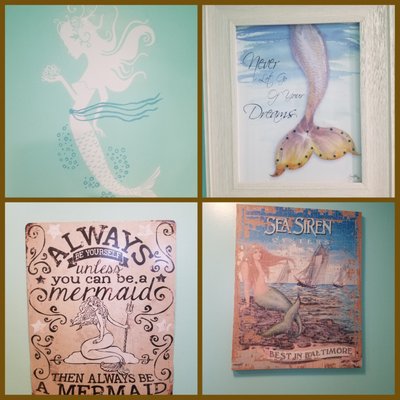 Never
Let Go
Of Your
Dreams
ALWAYS
BE YOURSELF
unless
you can be a
mermaid
THEN ALWAYS BE
A MERMAID
SEA SIREN
OYSTERS
BEST IN BALTIMORE